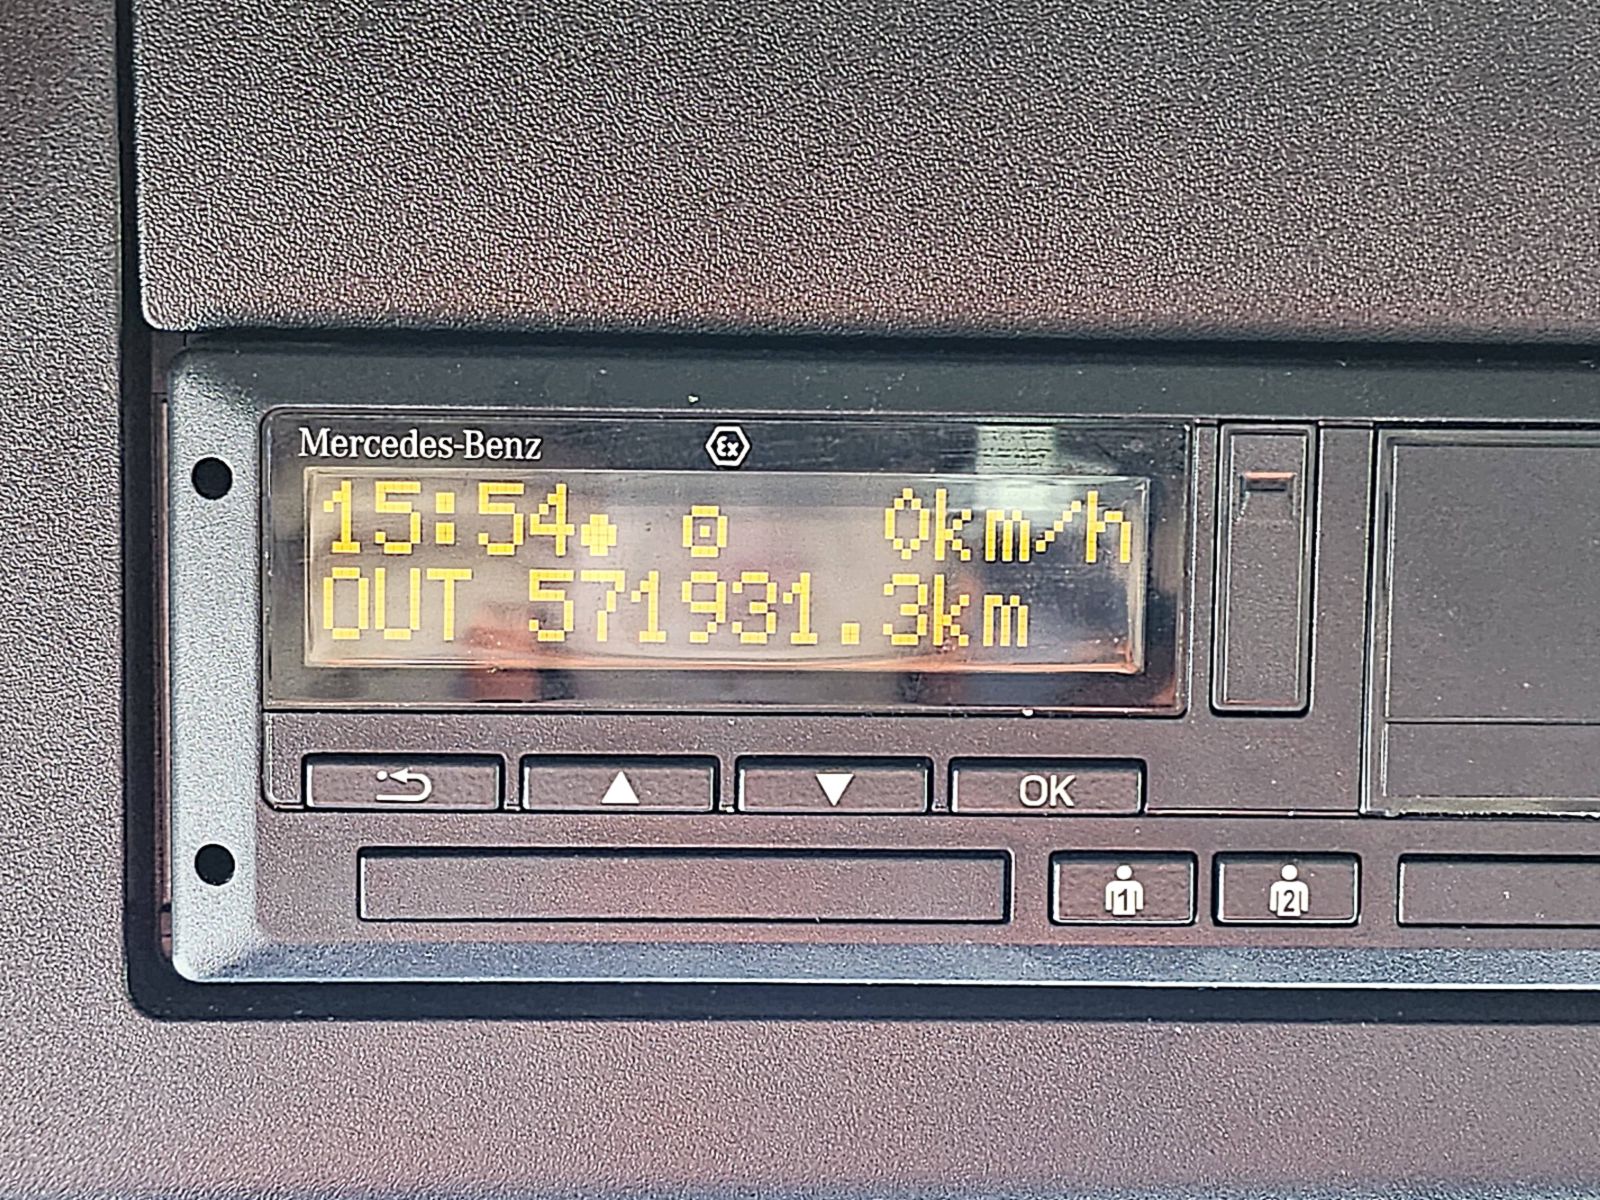 Mercedes-Benz
Ex
15:54 0km/h
OUT 571931.3km
OK
1
2